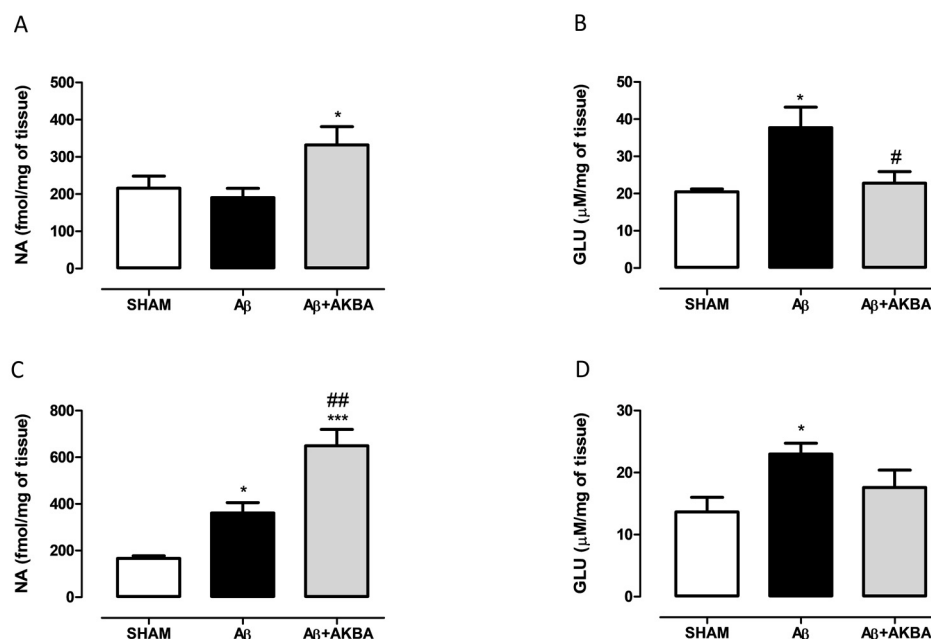 A
NA (fmol/mg of tissue)
500
400
300
200
100
0
*
SHAM
Aβ
Aβ+AKBA
B
GLU (μM/mg of tissue)
50
40
30
20
10
0
*
#
SHAM
Aβ
Aβ+AKBA
C
NA (fmol/mg of tissue)
800
600
400
200
0
*
##
***
SHAM
Aβ
Aβ+AKBA
D
GLU (μM/mg of tissue)
30
20
10
0
*
SHAM
Aβ
Aβ+AKBA